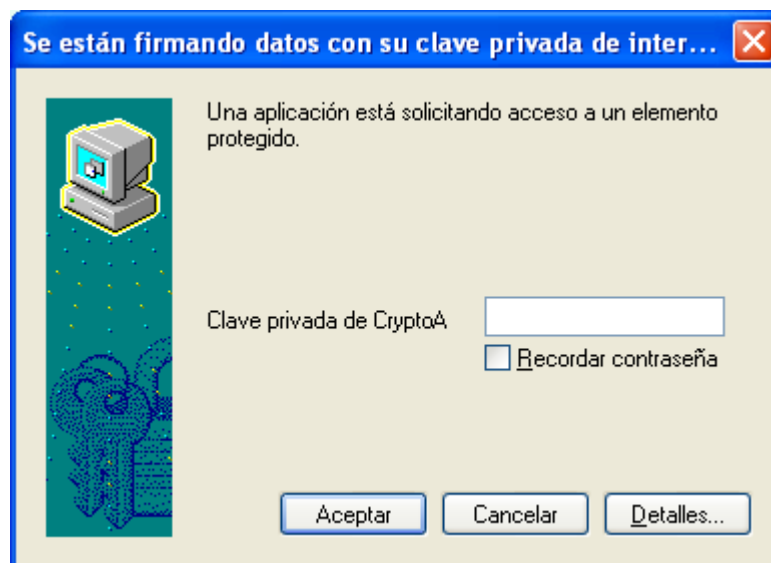 Se están firmando datos con su clave privada de inter...
Una aplicación está solicitando acceso a un elemento
protegido.
Clave privada de CryptoA
Recordar contraseña
Aceptar
Cancelar
Detalles...